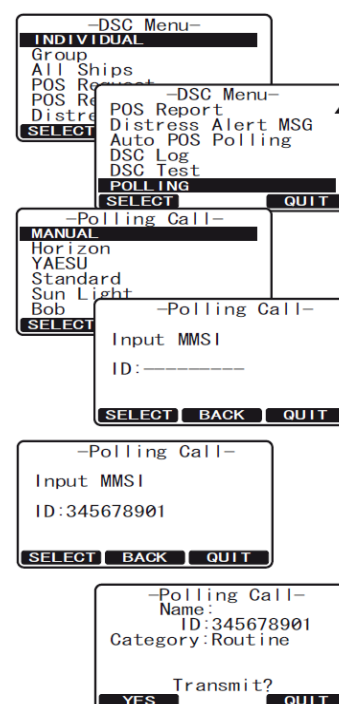 -DSC Menu-
INDIVIDUAL
Group
All Ships
POS
POS
SELECT
-DSC Menu-
POS Report
Distress Alert MSG
Auto POS Polling
DSC Log
DSC Test
POLLING
SELECT QUIT
-Polling Call-
MANUAL
Horizon
YAESU
Standard
Sun Light
Bob
SELECT
-Polling Call-
Input MMSI
ID:---------
SELECT BACK QUIT
-Polling Call-
Input MMSI
ID:345678901
SELECT BACK QUIT
-Polling Call-
Name:
ID:345678901
Category:Routine
Transmit?
YES QUIT